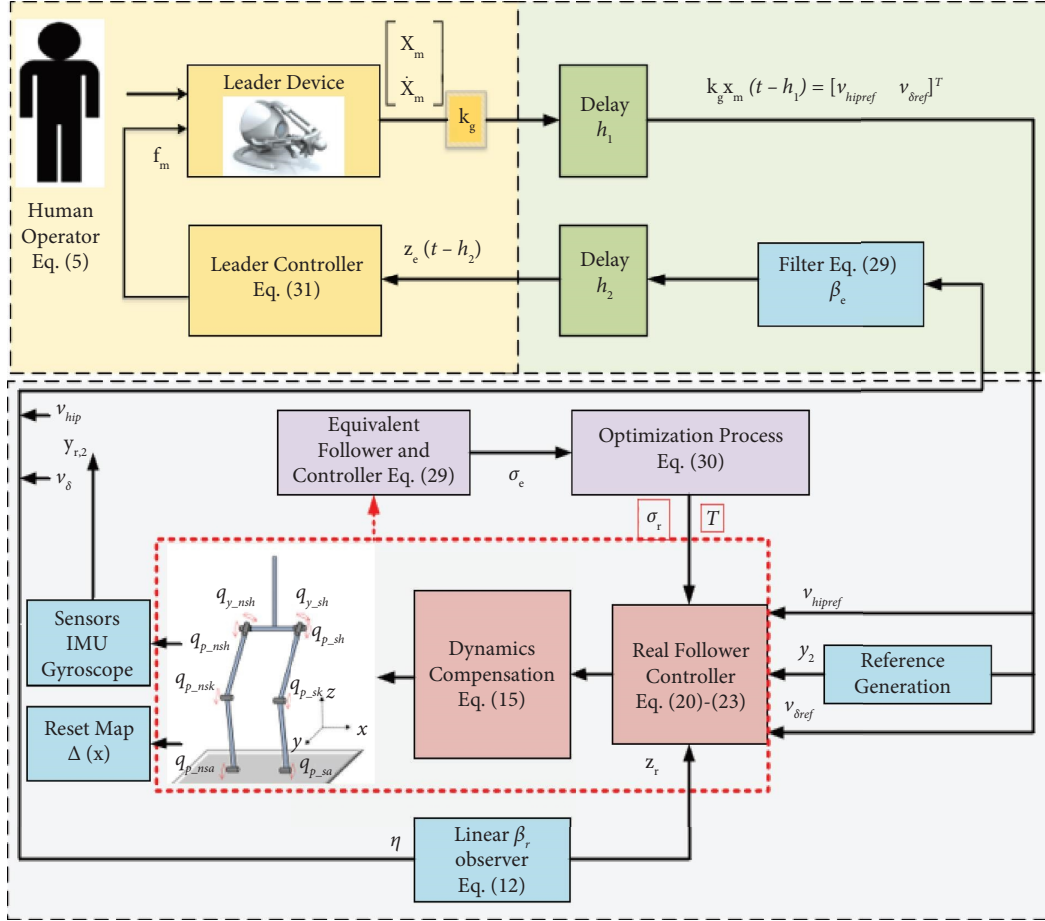 Human
Operator
Eq. (5)
Leader Device
f_m
[X_m
Ẋ_m]
k_g
Delay
h_1
k_g x_m (t – h_1) = [v_hipref v_δref]^T
Leader Controller
Eq. (31)
z_e (t – h_2)
Delay
h_2
Filter Eq. (29)
β_e
v_hip
y_r,2
v_δ
Equivalent
Follower and
Controller Eq. (29)
σ_e
Optimization Process
Eq. (30)
σ_r
T
Sensors
IMU
Gyroscope
Reset Map
Δ (x)
q_y_nsh
q_y_sh
q_p_nsh
q_p_sh
q_p_nsk
q_p_sk
z
x
y
q_p_nsa
q_p_sa
Dynamics
Compensation
Eq. (15)
Real Follower
Controller
Eq. (20)-(23)
v_hipref
y_2
Reference
Generation
v_δref
z_r
η
Linear β_r
observer
Eq. (12)